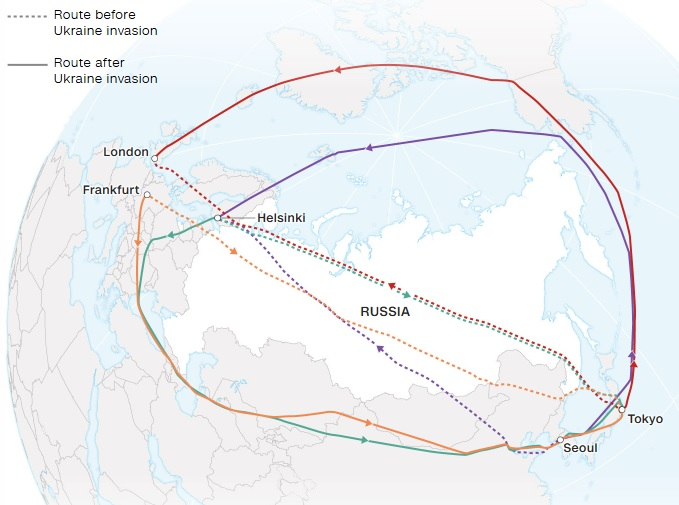 Route before
Ukraine invasion
Route after
Ukraine invasion
London
Frankfurt
Helsinki
RUSSIA
Tokyo
Seoul